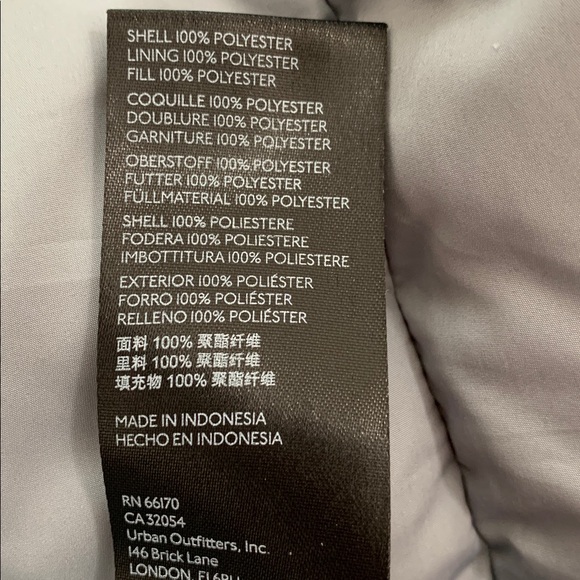 SHELL 100% POLYESTER
LINING 100% POLYESTER
FILL 100% POLYESTER
COQUILLE 100% POLYESTER
DOUBLURE 100% POLYESTER
GARNITURE 100% POLYESTER
OBERSTOFF 100% POLYESTER
FUTTER 100% POLYESTER
FÜLLMATERIAL 100% POLYESTER
SHELL 100% POLIESTERE
FODERA 100% POLIESTERE
IMBOTTITURA 100% POLIESTERE
EXTERIOR 100% POLIÉSTER
FORRO 100% POLIÉSTER
RELLENO 100% POLIÉSTER
面料 100% 聚酯纤维
里料 100% 聚酯纤维
填充物 100% 聚酯纤维
MADE IN INDONESIA
HECHO EN INDONESIA
RN 66170
CA 32054
Urban Outfitters, Inc.
146 Brick Lane
LONDON,